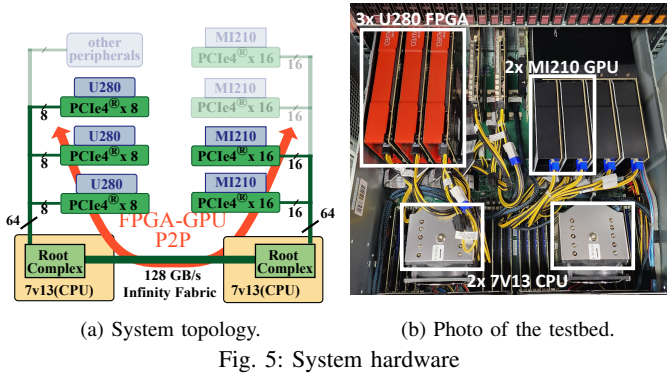 other
peripherals
8
U280
PCIe4® x 8
8
U280
PCIe4® x 8
8
U280
PCIe4® x 8
64
MI210
PCIe4® x 16
16
MI210
PCIe4® x 16
16
MI210
PCIe4® x 16
16
MI210
PCIe4® x 16
16
64
FPGA-GPU
P2P
Root
Complex
7v13(CPU)
128 GB/s
Infinity Fabric
Root
Complex
7v13(CPU)
3x U280 FPGA
2x MI210 GPU
2x 7V13 CPU
(a) System topology.
(b) Photo of the testbed.
Fig. 5: System hardware